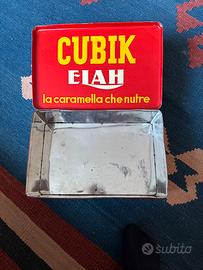 CUBIK
ELAH
la caramella che nutre
subito